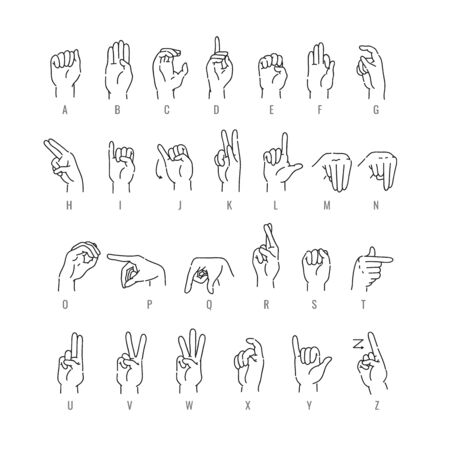 A B C D E F G
H I J K L M N
O P Q R S T
U V W X Y Z